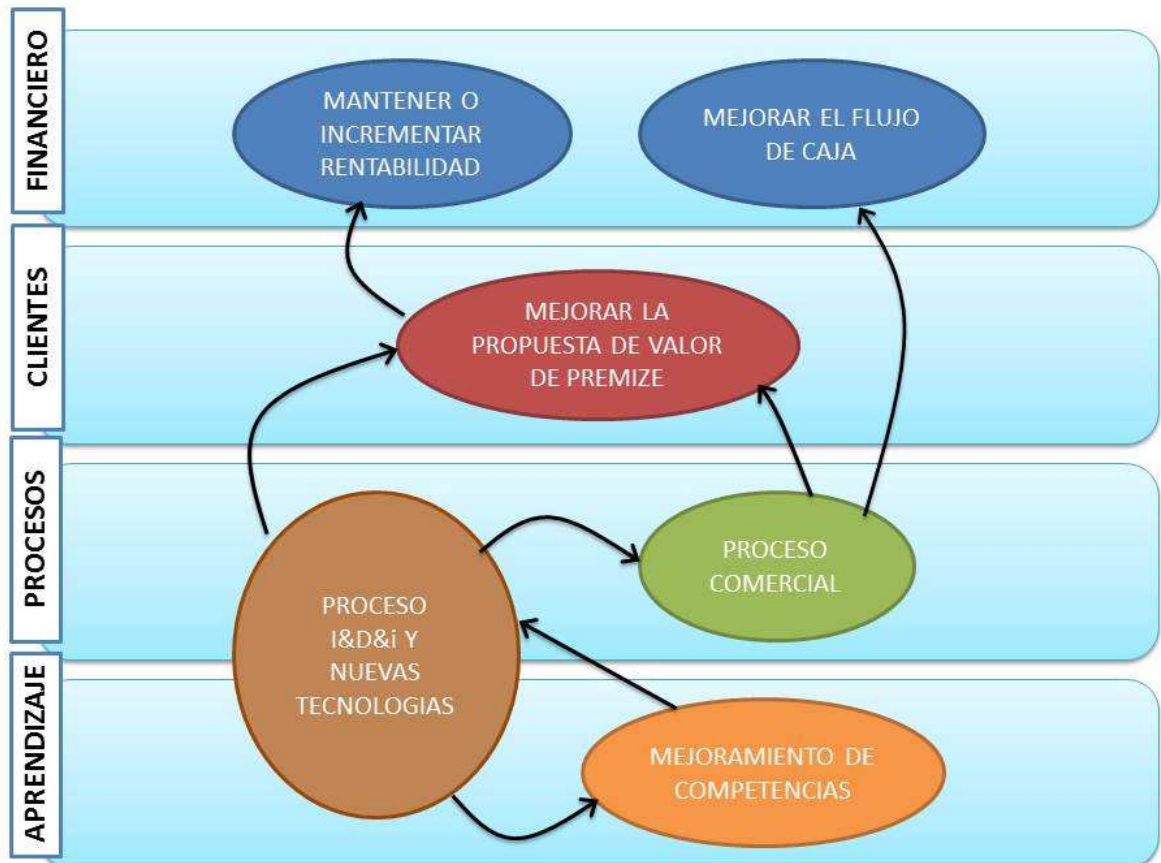 FINANCIERO
MANTENER O
INCREMENTAR
RENTABILIDAD
MEJORAR EL FLUJO
DE CAJA
CLIENTES
MEJORAR LA
PROPUESTA DE VALOR
DE PREMIZE
PROCESOS
PROCESO
I&D&i Y
NUEVAS
TECNOLOGIAS
PROCESO
COMERCIAL
APRENDIZAJE
MEJORAMIENTO DE
COMPETENCIAS